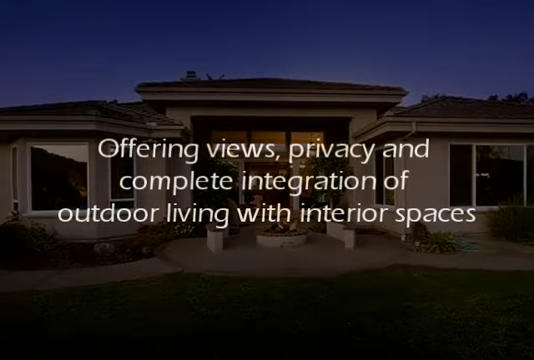 Offering views, privacy and
complete integration of
outdoor living with interior spaces